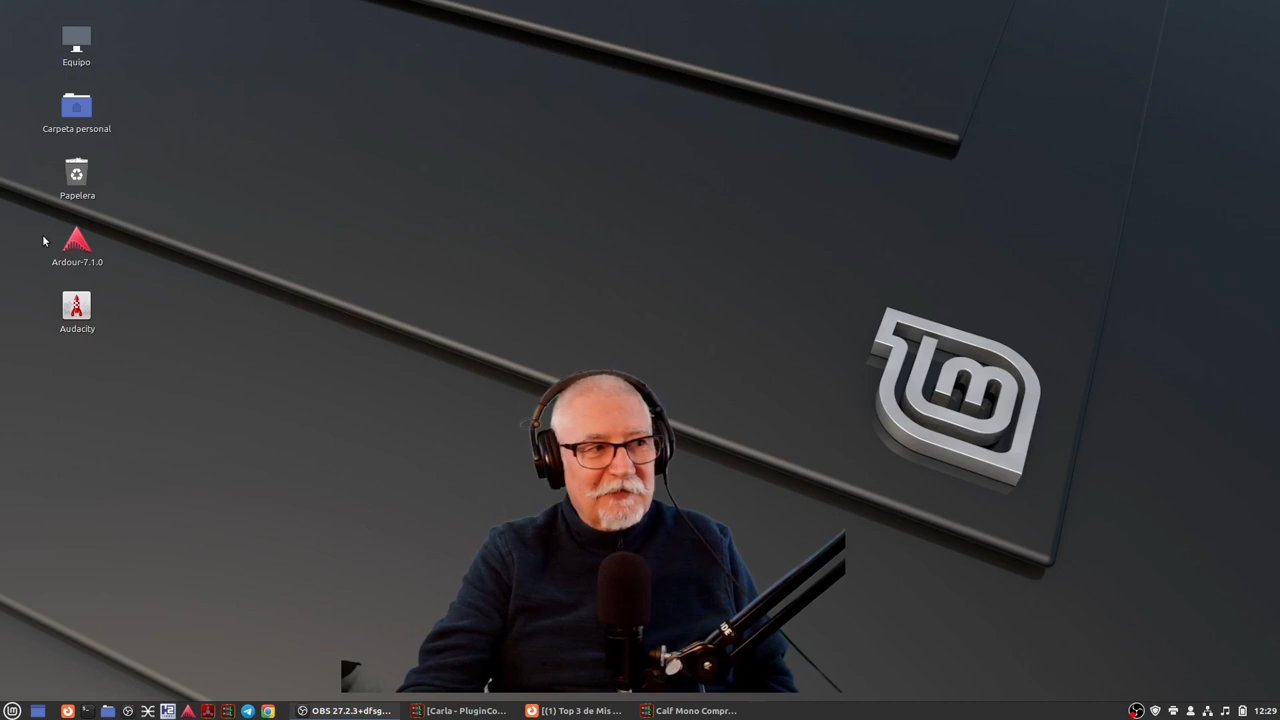 Equipo
Carpeta personal
Papelera
Ardour-7.1.0
Audacity
OBS 27.2.3+dfsg...
[Carla - PluginCo...
[(1) Top 3 de Mis ...
Calf Mono Compr...
12:29